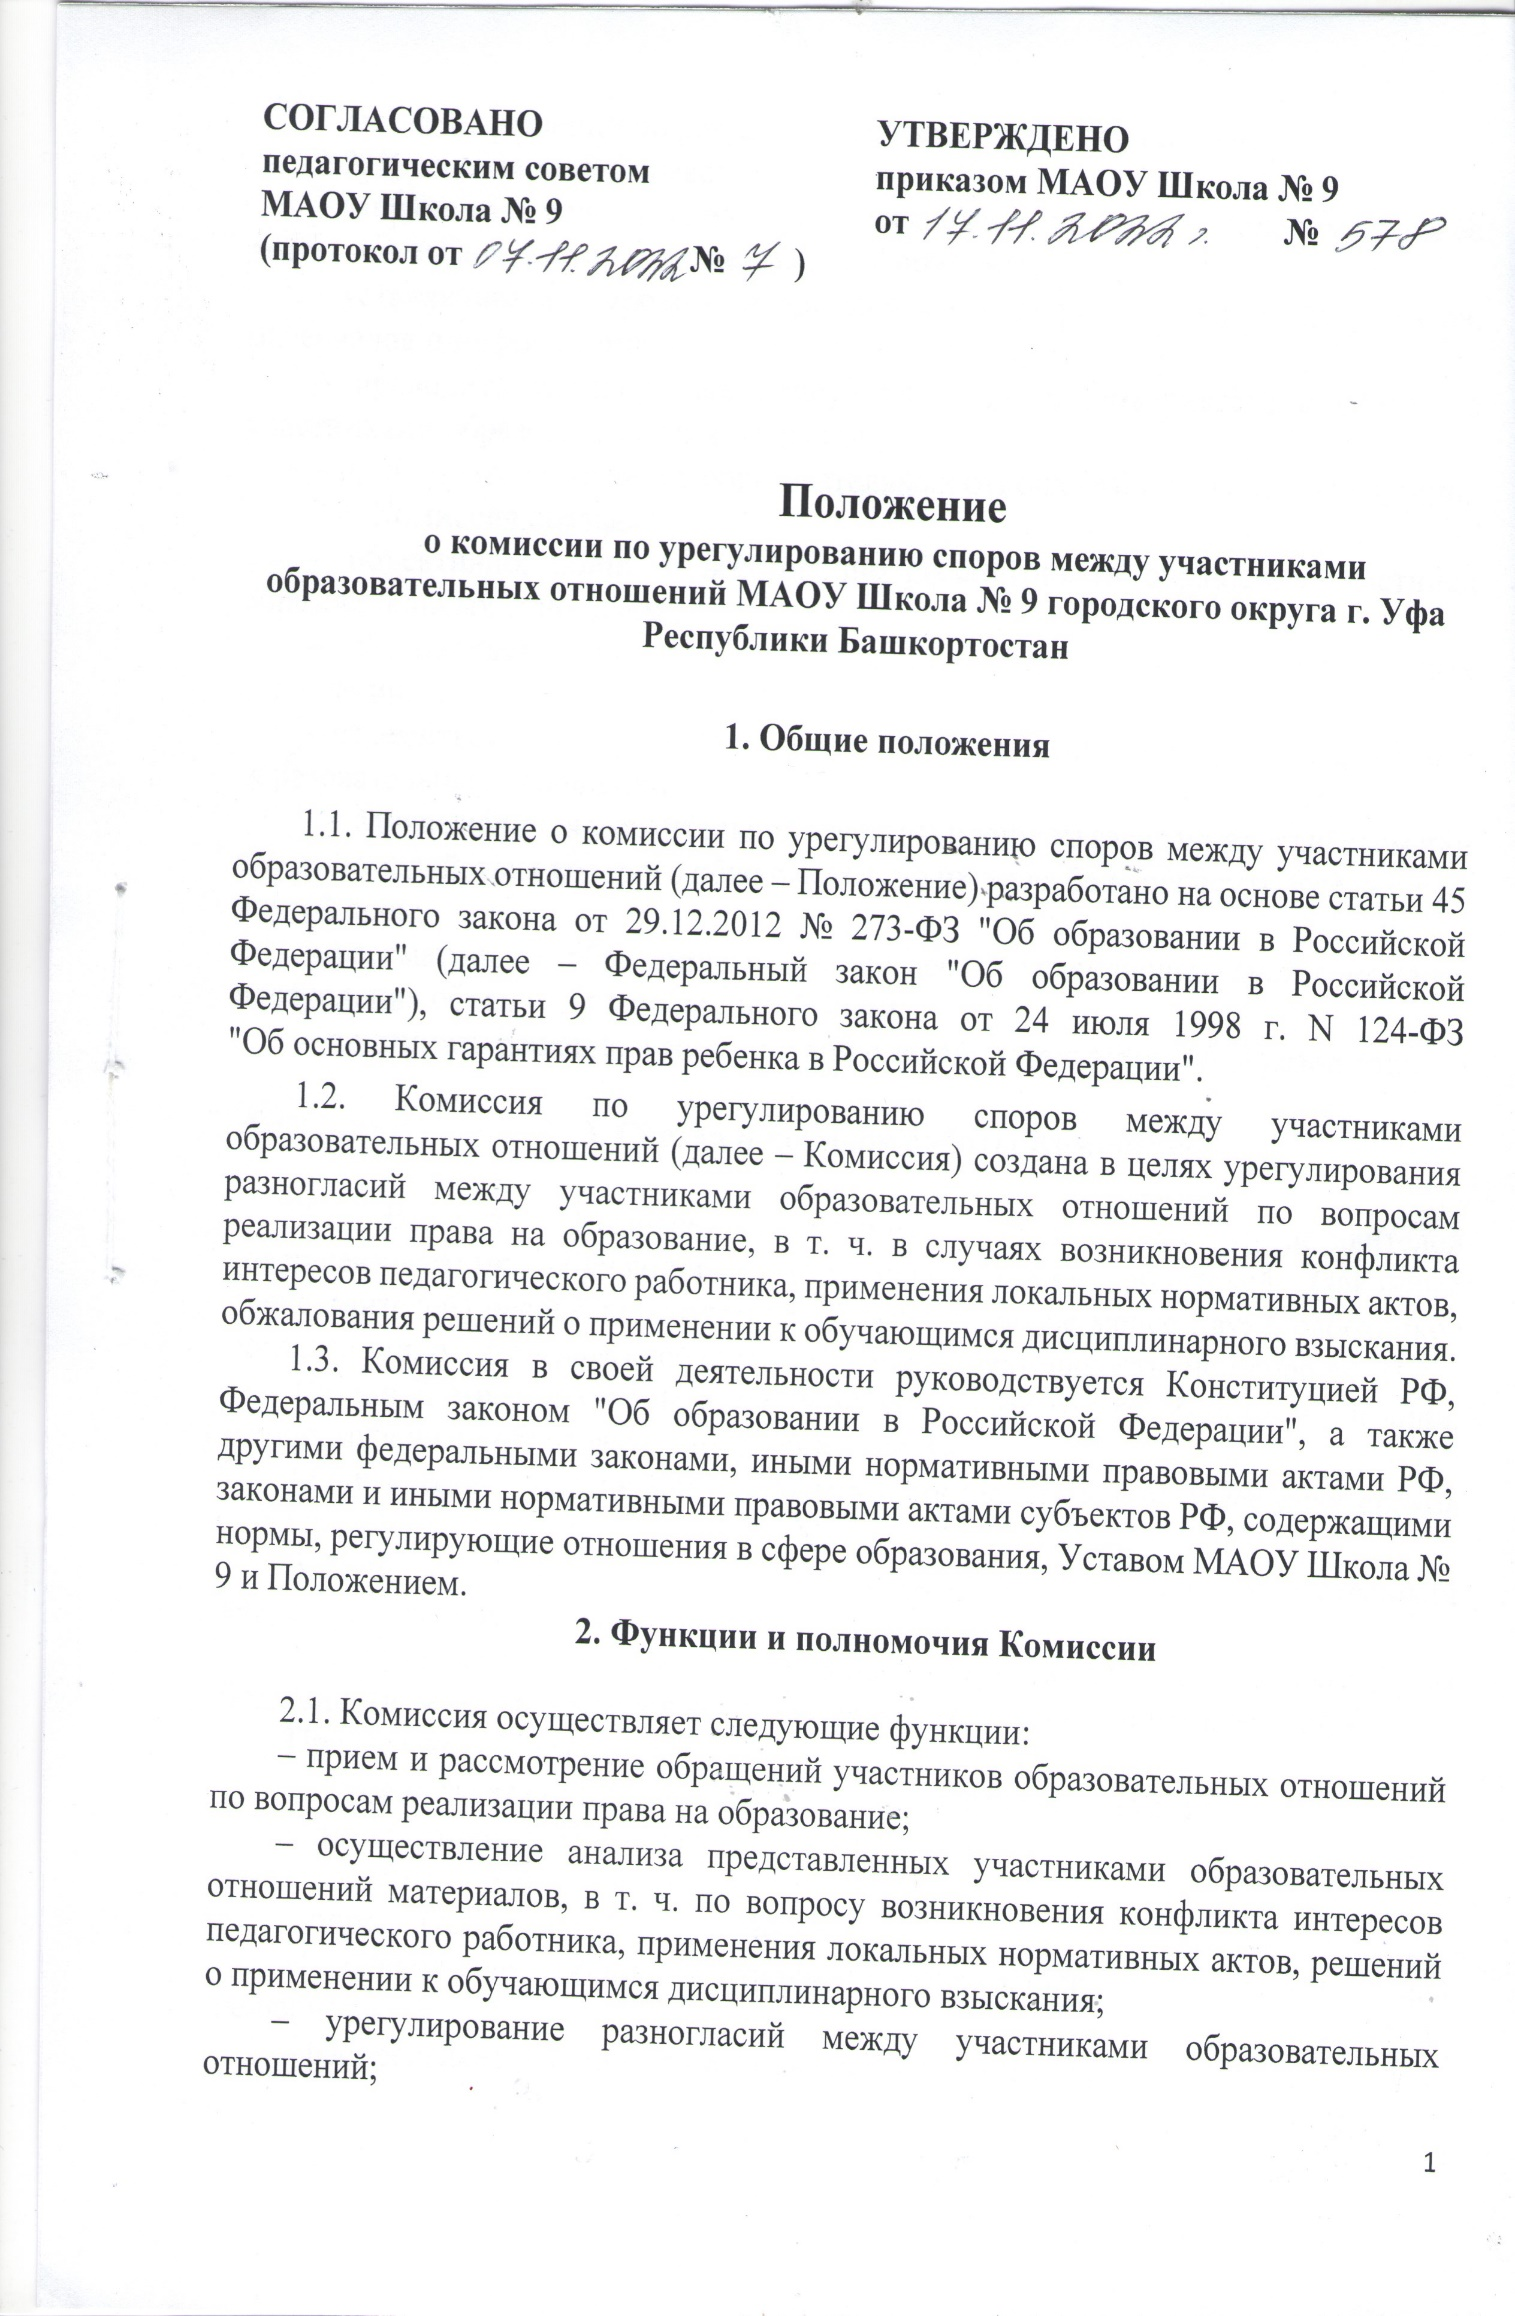 СОГЛАСОВАНО
педагогическим советом
МАОУ Школа № 9
(протокол от 07.11.2022 № 7 )
УТВЕРЖДЕНО
приказом МАОУ Школа № 9
от 17.11.2022 г. № 578
Положение
о комиссии по урегулированию споров между участниками
образовательных отношений МАОУ Школа № 9 городского округа г. Уфа
Республики Башкортостан
1. Общие положения
1.1. Положение о комиссии по урегулированию споров между участниками
образовательных отношений (далее – Положение) разработано на основе статьи 45
Федерального закона от 29.12.2012 № 273-ФЗ "Об образовании в Российской
Федерации" (далее – Федеральный закон "Об образовании в Российской
Федерации"), статьи 9 Федерального закона от 24 июля 1998 г. N 124-ФЗ
"Об основных гарантиях прав ребенка в Российской Федерации".
1.2. Комиссия по урегулированию споров между участниками
образовательных отношений (далее – Комиссия) создана в целях урегулирования
разногласий между участниками образовательных отношений по вопросам
реализации права на образование, в т. ч. в случаях возникновения конфликта
интересов педагогического работника, применения локальных нормативных актов,
обжалования решений о применении к обучающимся дисциплинарного взыскания.
1.3. Комиссия в своей деятельности руководствуется Конституцией РФ,
Федеральным законом "Об образовании в Российской Федерации", а также
другими федеральными законами, иными нормативными правовыми актами РФ,
законами и иными нормативными правовыми актами субъектов РФ, содержащими
нормы, регулирующие отношения в сфере образования, Уставом МАОУ Школа №
9 и Положением.
2. Функции и полномочия Комиссии
2.1. Комиссия осуществляет следующие функции:
– прием и рассмотрение обращений участников образовательных отношений
по вопросам реализации права на образование;
– осуществление анализа представленных участниками образовательных
отношений материалов, в т. ч. по вопросу возникновения конфликта интересов
педагогического работника, применения локальных нормативных актов, решений
о применении к обучающимся дисциплинарного взыскания;
– урегулирование разногласий между участниками образовательных
отношений;
1